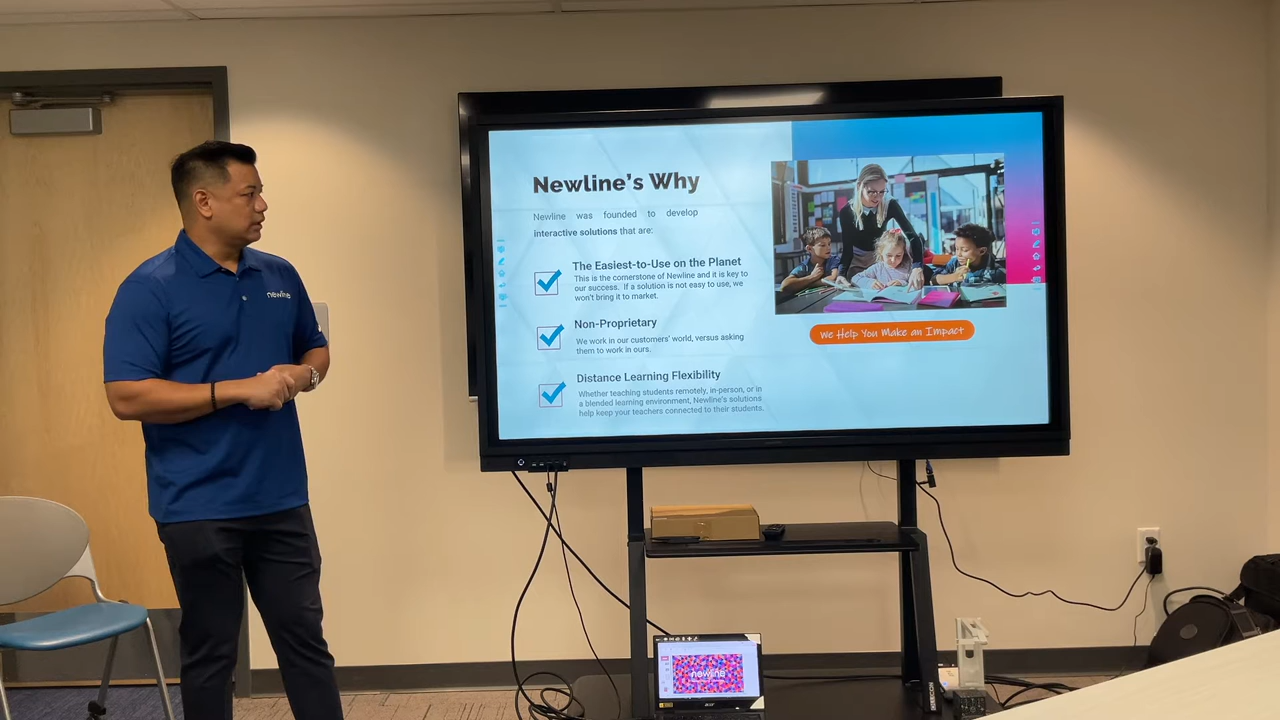 Newline's Why
Newline was founded to develop
interactive solutions that are:
The Easiest-to-Use on the Planet
This is the cornerstone of Newline and it is key to
our success. If a solution is not easy to use, we
won't bring it to market.
Non-Proprietary
We work in our customers' world, versus asking
them to work in ours.
Distance Learning Flexibility
Whether teaching students remotely, in-person, or in
a blended learning environment, Newline's solutions
help keep your teachers connected to their students.
We Help You Make an Impact
newline
newline
acer